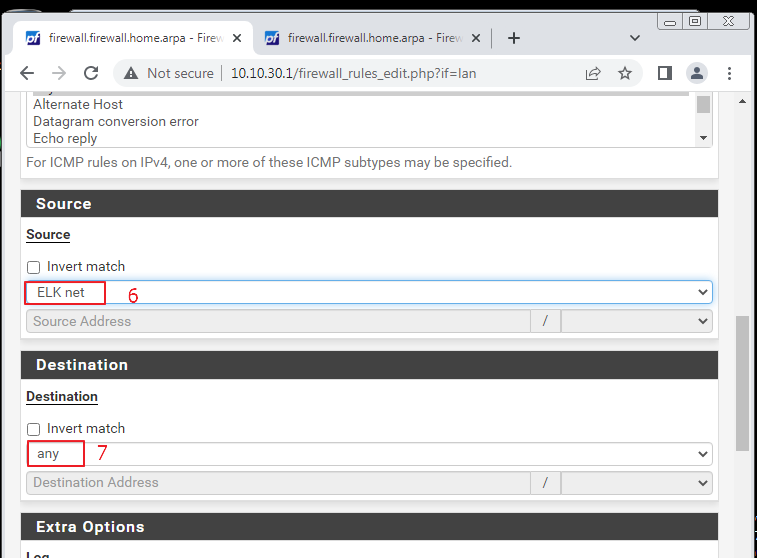 firewall.firewall.home.arpa - Firew
firewall.firewall.home.arpa - Firew
Not secure | 10.10.30.1/firewall_rules_edit.php?if=lan
Alternate Host
Datagram conversion error
Echo reply
For ICMP rules on IPv4, one or more of these ICMP subtypes may be specified.
Source
Source
Invert match
ELK net 6
Source Address /
Destination
Destination
Invert match
any 7
Destination Address /
Extra Options
Log